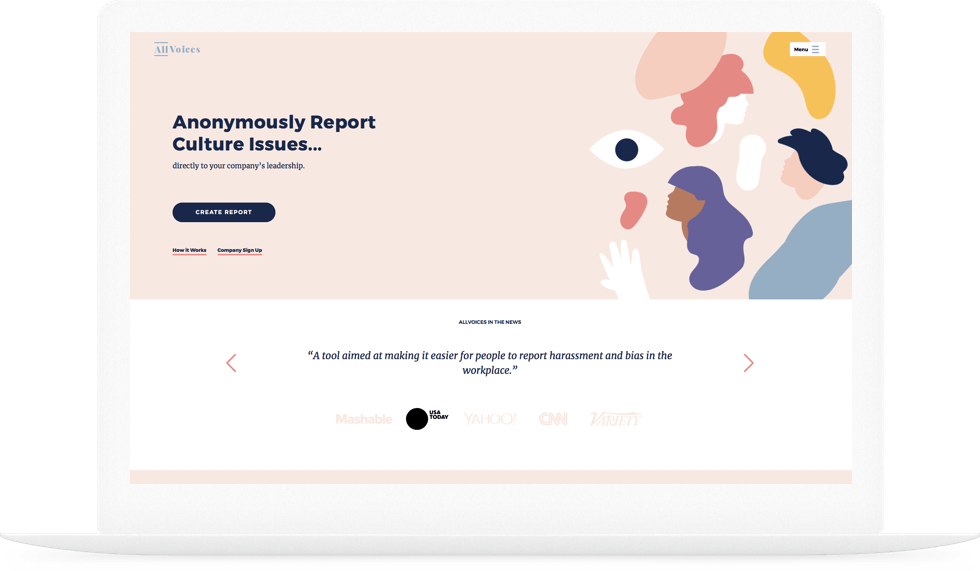 AllVoices
Menu
Anonymously Report
Culture Issues...
directly to your company's leadership.
CREATE REPORT
How it Works Company Sign Up
ALLVOICES IN THE NEWS
“A tool aimed at making it easier for people to report harassment and bias in the
workplace.”
Mashable USA TODAY YAHOO! CNN VARIETY